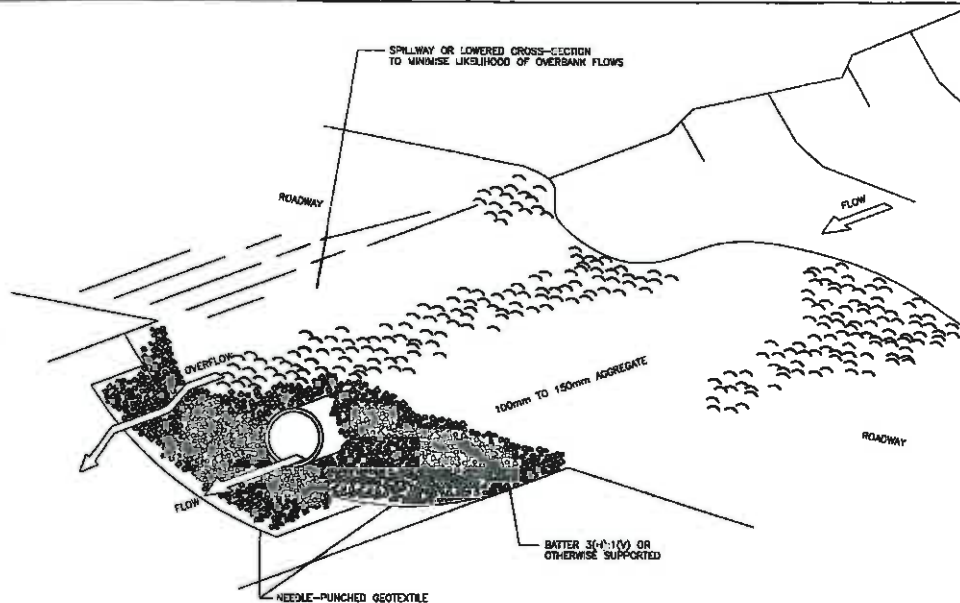 SPILLWAY OR LOWERED CROSS-SECTION
TO MINIMISE LIKELIHOOD OF OVERBANK FLOWS
ROADWAY
FLOW
OVERFLOW
100mm TO 150mm AGGREGATE
ROADWAY
FLOW
BATTER 3(H):1(V) OR
OTHERWISE SUPPORTED
NEEDLE-PUNCHED GEOTEXTILE